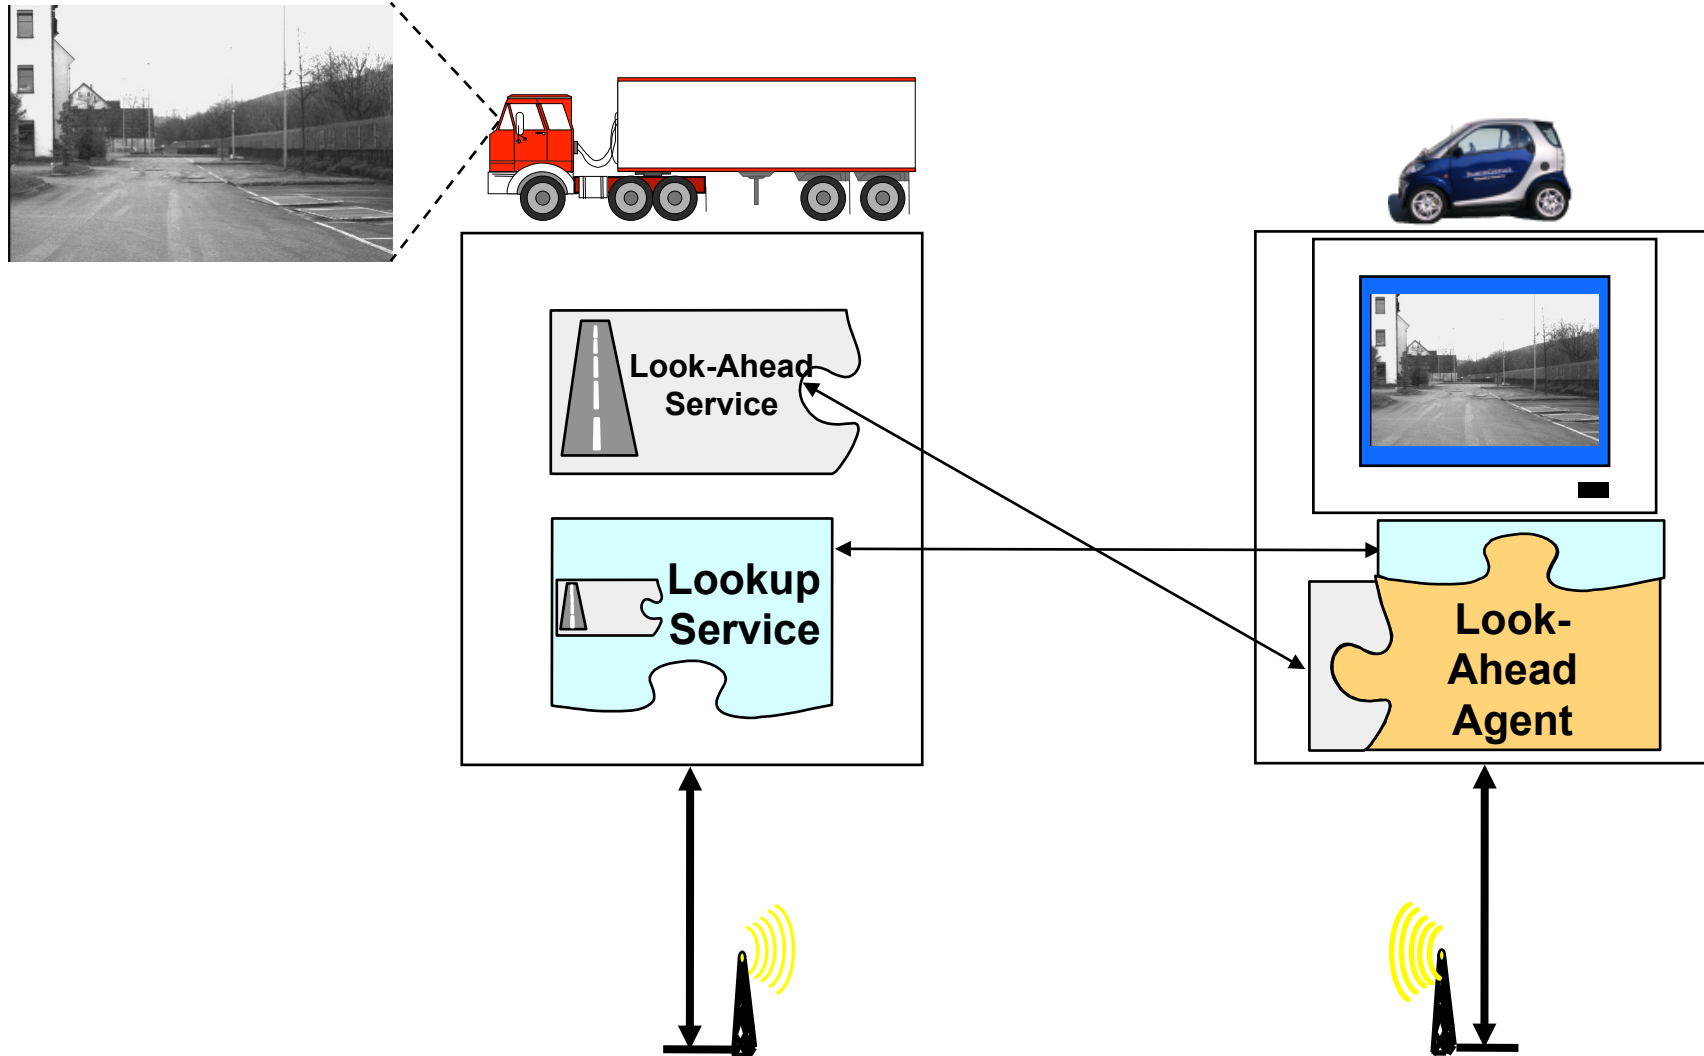 Look-Ahead
Service
Lookup
Service
Look-
Ahead
Agent